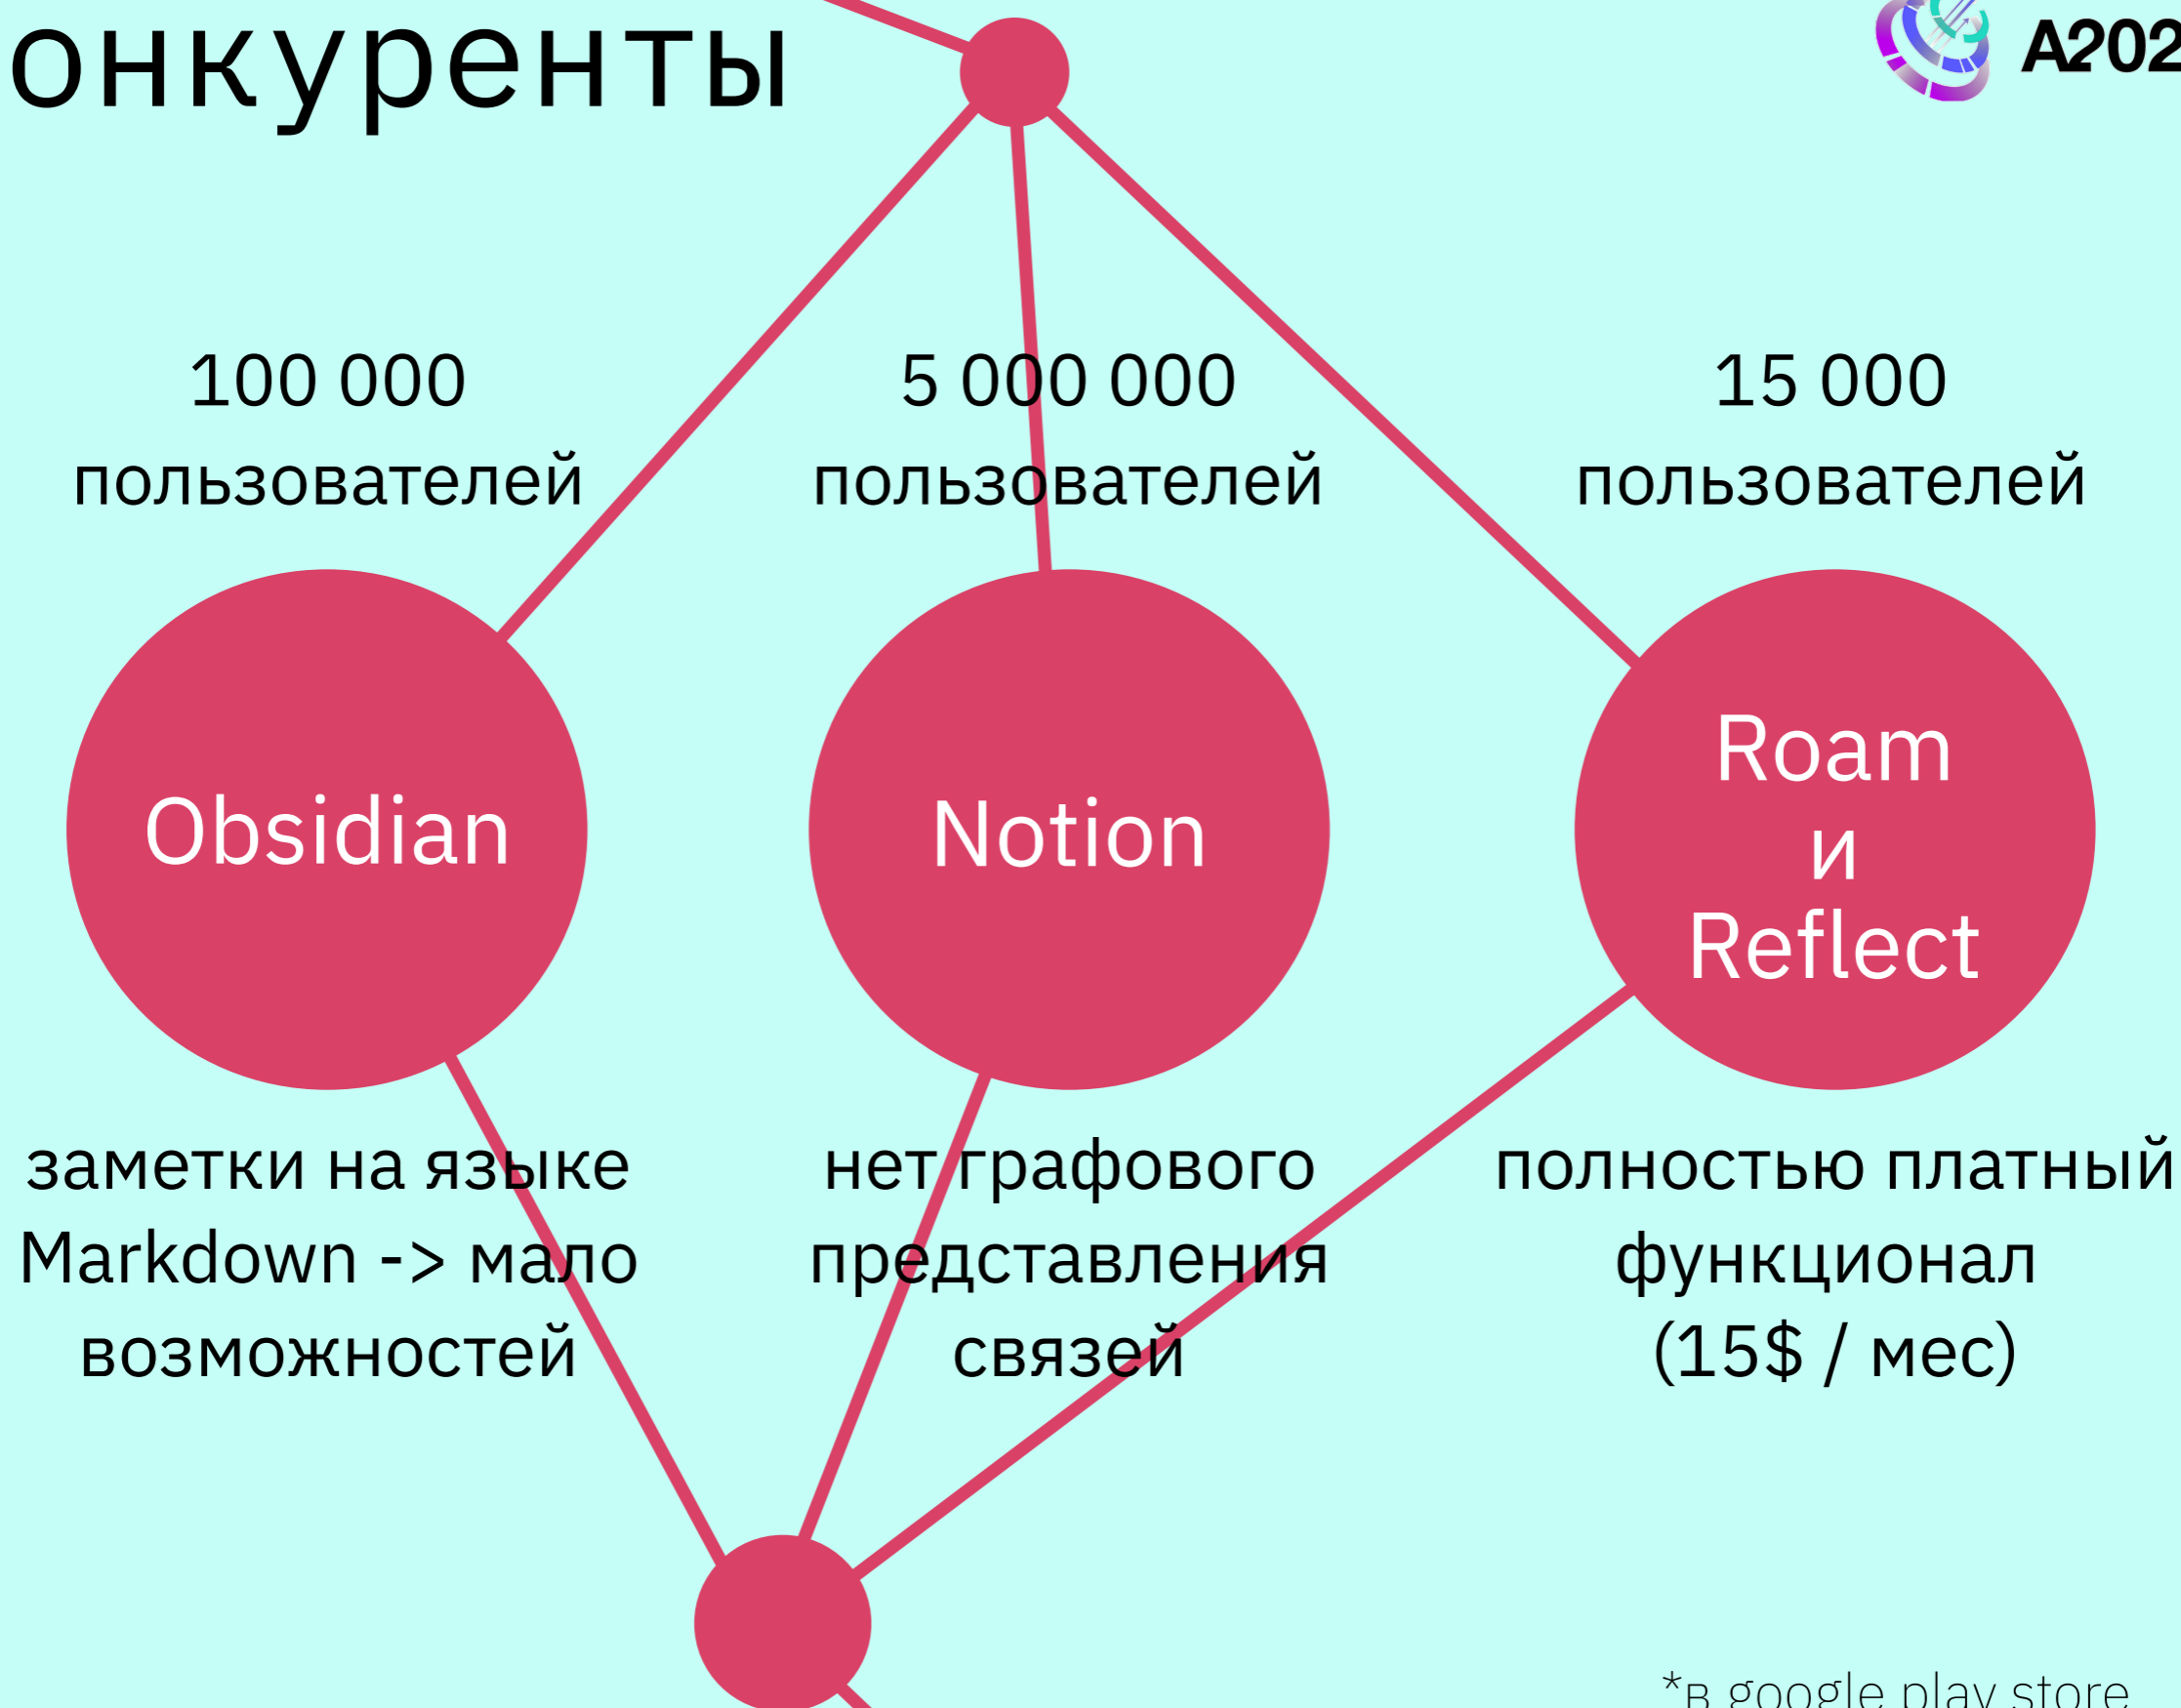 онкуренты
A202
100 000
пользователей
5 000 000
пользователей
15 000
пользователей
Obsidian
Notion
Roam
и
Reflect
заметки на языке
Markdown -> мало
возможностей
нет графового
представления
связей
полностью платный
функционал
(15$ / мес)
*в google play store